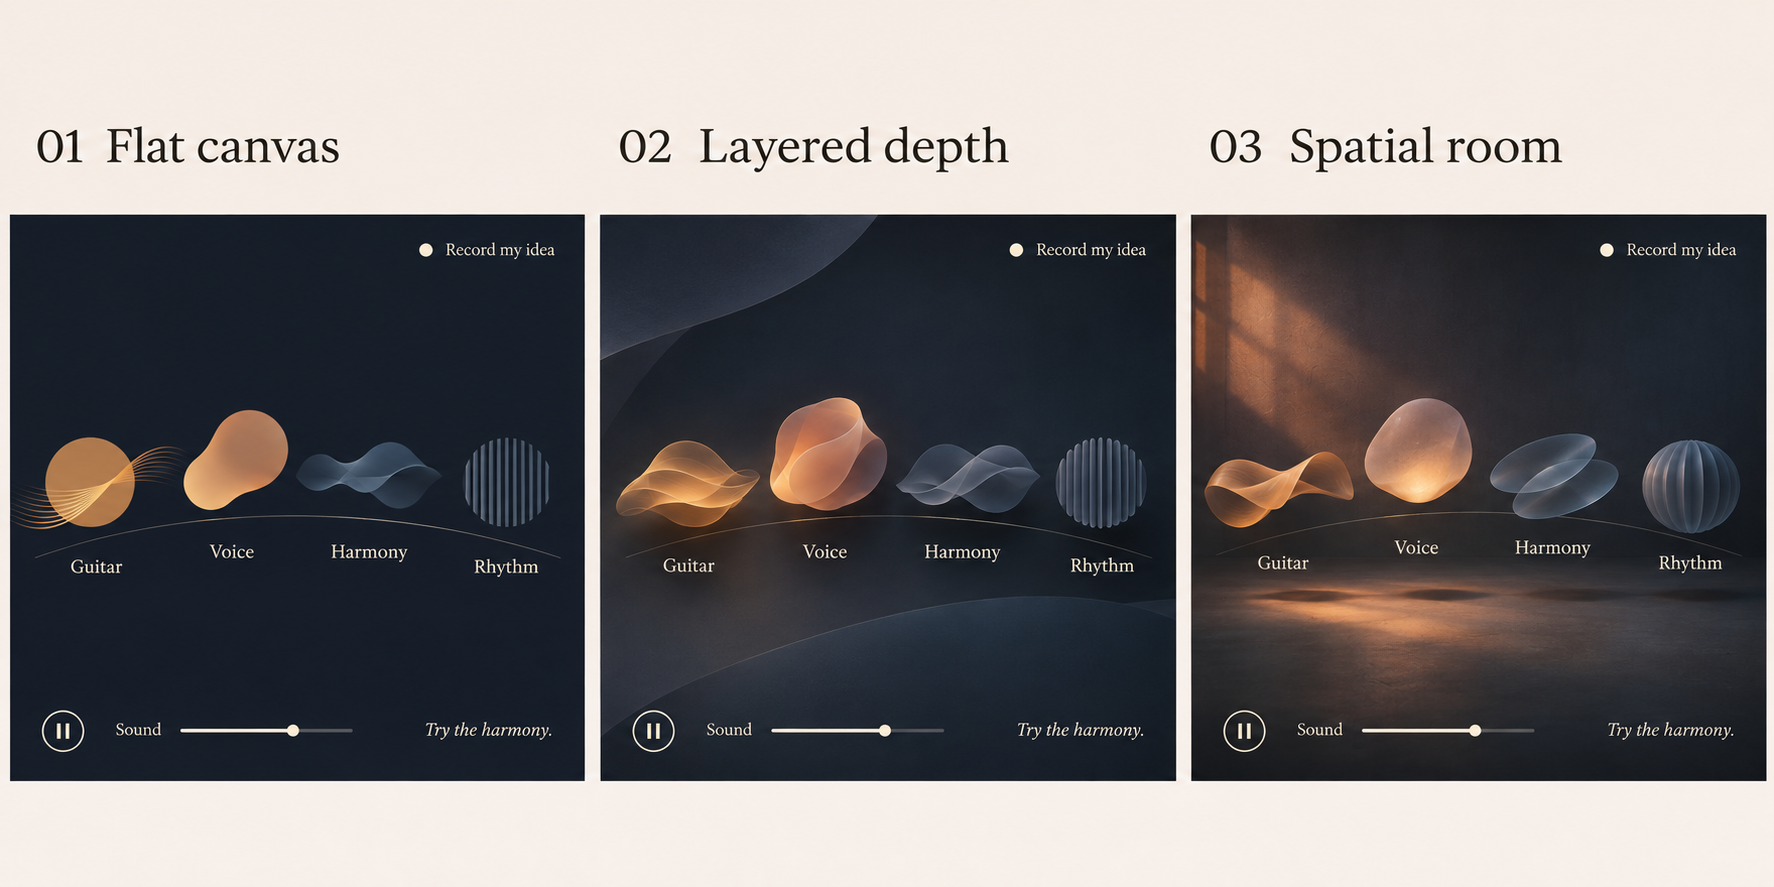 01 Flat canvas
Record my idea
Guitar
Voice
Harmony
Rhythm
Sound
Try the harmony.
02 Layered depth
Record my idea
Guitar
Voice
Harmony
Rhythm
Sound
Try the harmony.
03 Spatial room
Record my idea
Guitar
Voice
Harmony
Rhythm
Sound
Try the harmony.